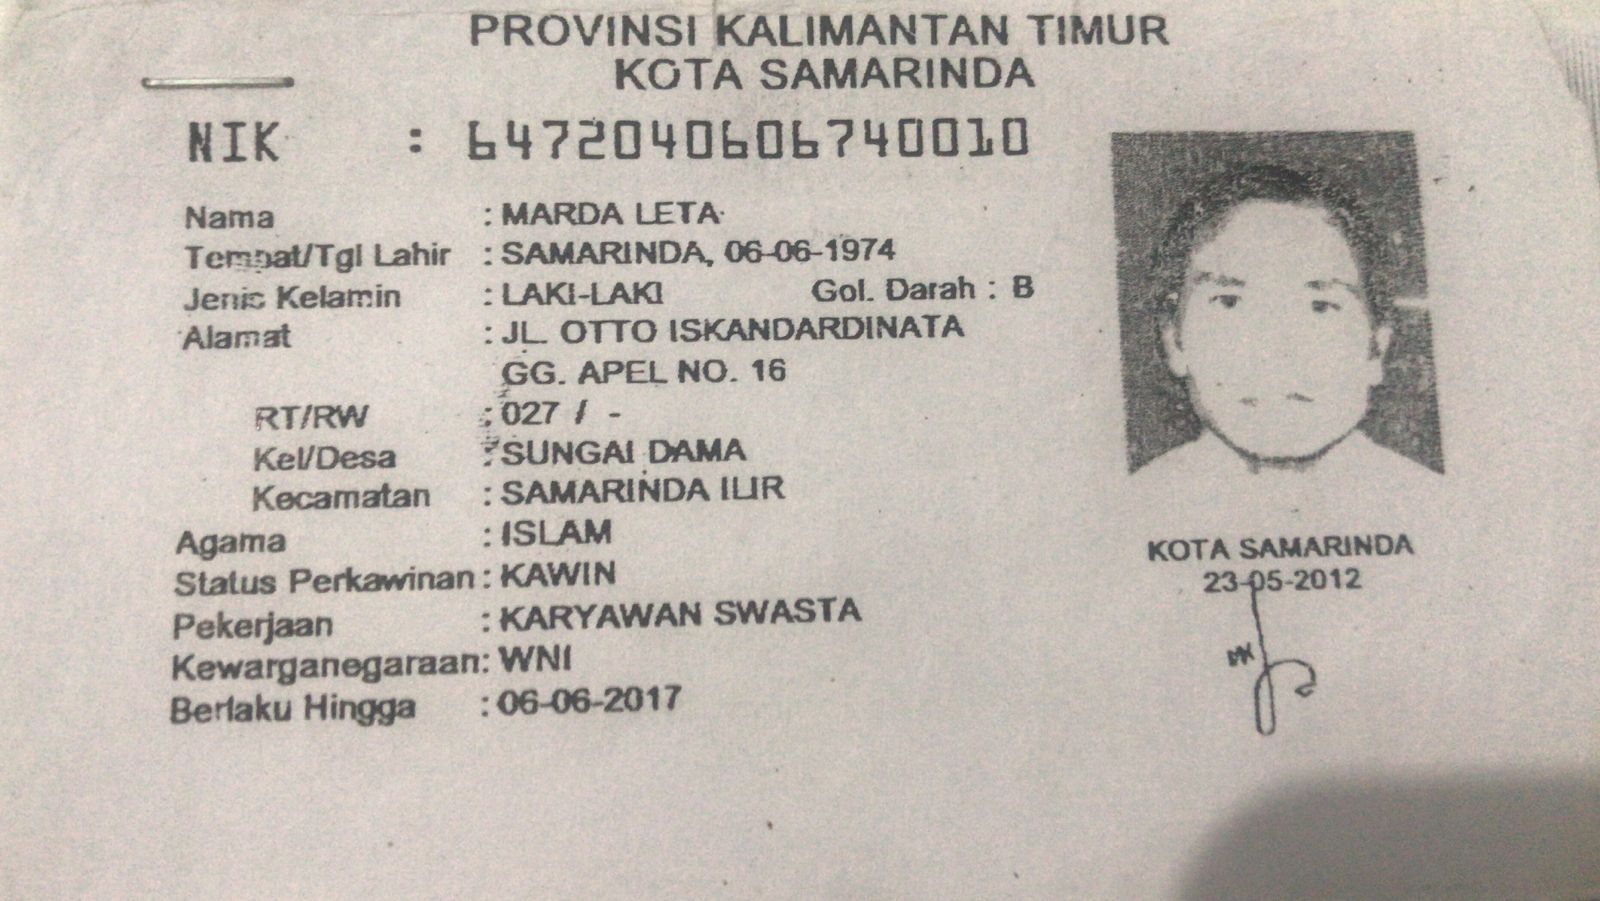 PROVINSI KALIMANTAN TIMUR
KOTA SAMARINDA
NIK : 6472040606740010
Nama : MARDA LETA
Tempat/Tgl Lahir : SAMARINDA, 06-06-1974
Jenis Kelamin : LAKI-LAKI Gol. Darah : B
Alamat : JL. OTTO ISKANDARDINATA
GG. APEL NO. 16
RT/RW : 027 / -
Kel/Desa : SUNGAI DAMA
Kecamatan : SAMARINDA ILIR
Agama : ISLAM
Status Perkawinan : KAWIN
Pekerjaan : KARYAWAN SWASTA
Kewarganegaraan: WNI
Berlaku Hingga : 06-06-2017
KOTA SAMARINDA
23-05-2012